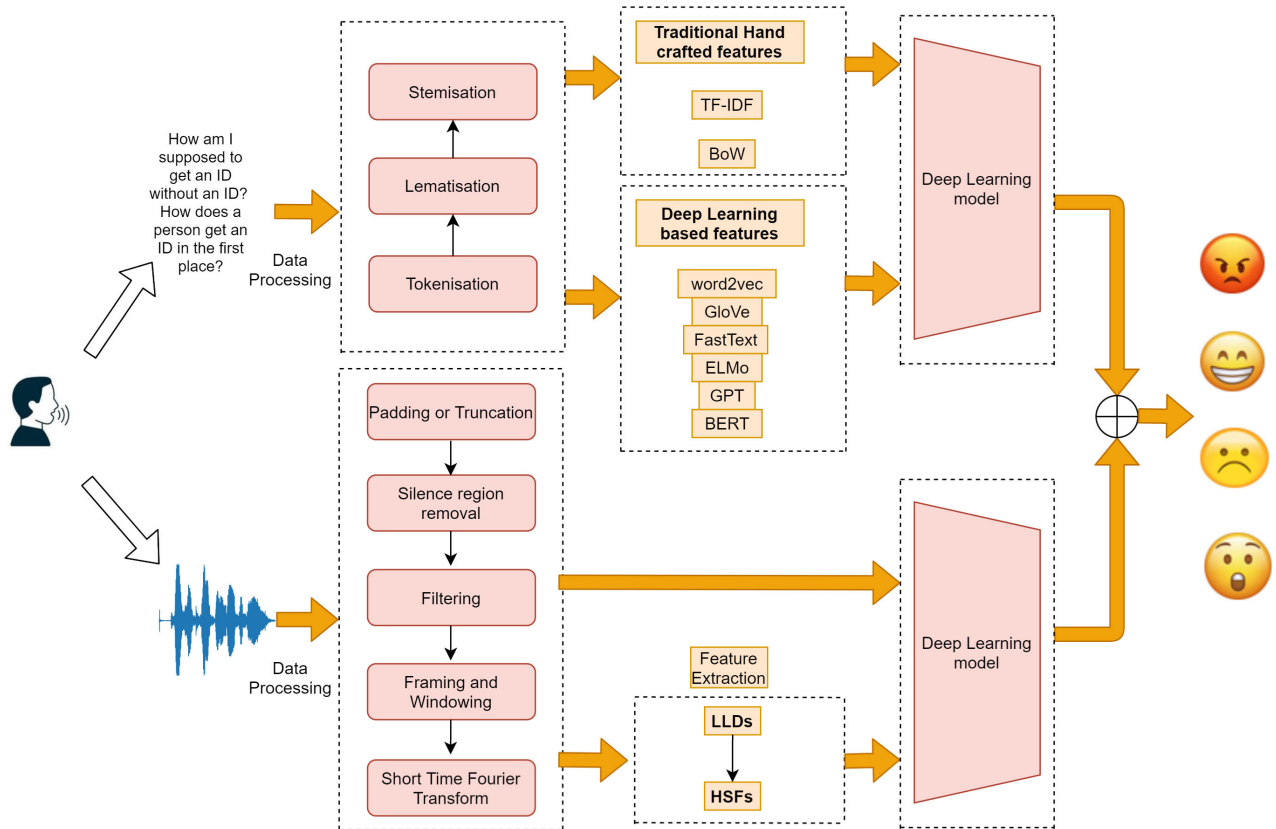 How am I
supposed to
get an ID
without an ID?
How does a
person get an
ID in the first
place?
Data
Processing
Stemisation
Lematisation
Tokenisation
Traditional Hand
crafted features
TF-IDF
BoW
Deep Learning
based features
word2vec
GloVe
FastText
ELMo
GPT
BERT
Deep Learning
model
Data
Processing
Padding or Truncation
Silence region
removal
Filtering
Framing and
Windowing
Short Time Fourier
Transform
Feature
Extraction
LLDs
HSFs
Deep Learning
model